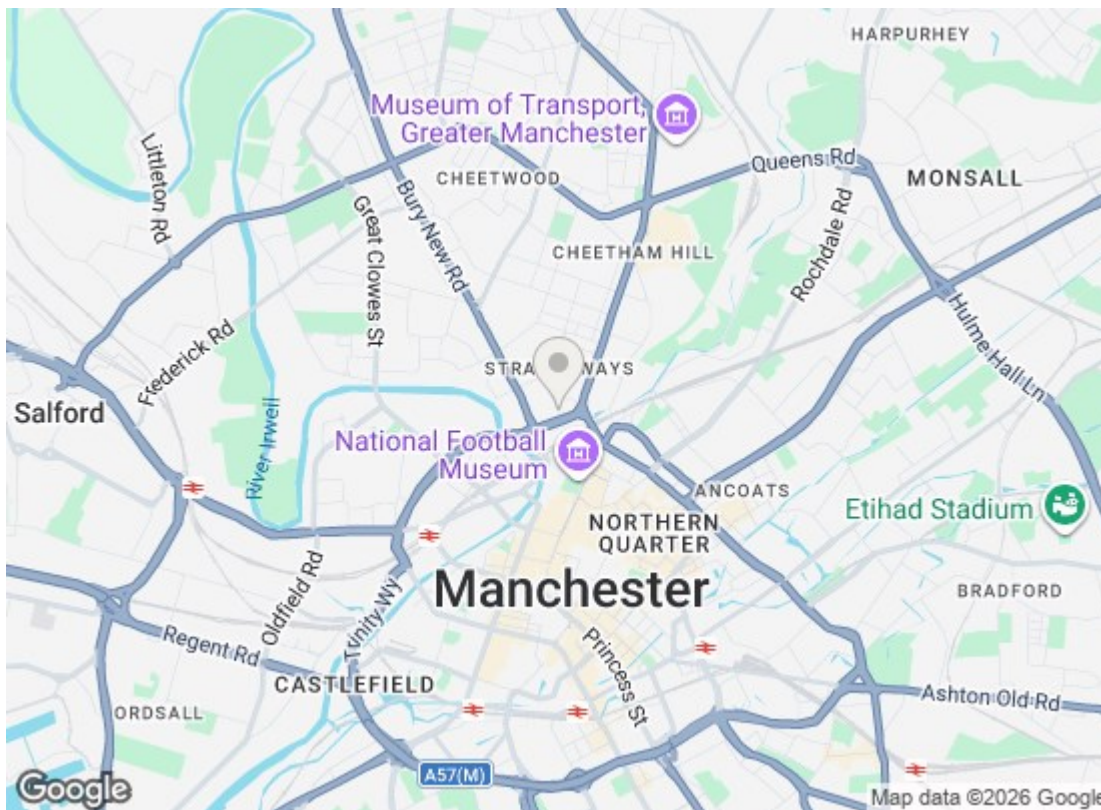 HARPURHEY
Museum of Transport,
Greater Manchester
Littleton Rd
CHEETWOOD
Queens Rd
MONSALL
Bury New Rd
Great Clowes St
CHEETHAM HILL
Rochdale Rd
Hulme Hall Ln
Frederick Rd
Salford
River Irwell
National Football
Museum
ANCOATS
Etihad Stadium
NORTHERN
QUARTER
Oldfield Rd
Manchester
BRADFORD
Trinity Wy
Regent Rd
Princess St
CASTLEFIELD
Ashton Old Rd
ORDSALL
A57(M)
Google
Map data ©2026 Google